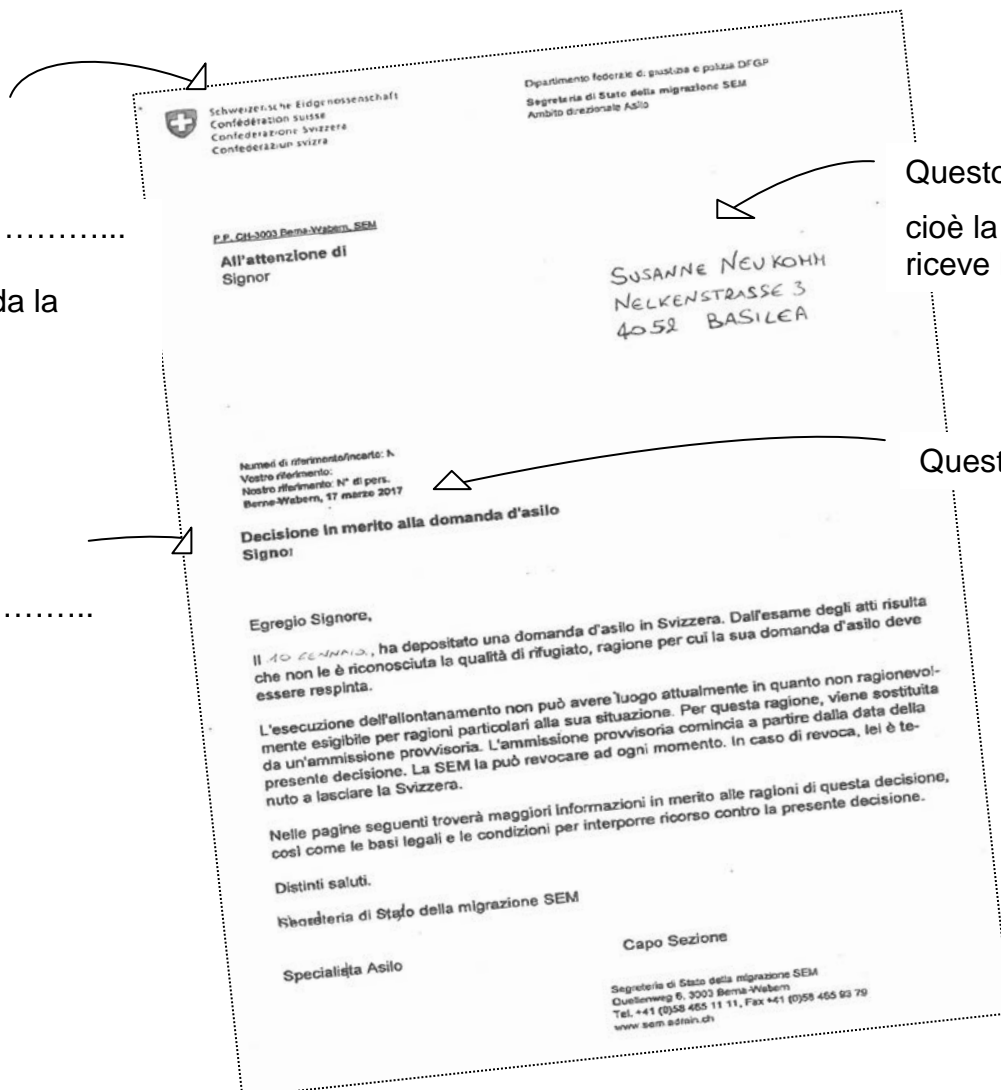 Schweizerische Eidgenossenschaft
Confédération suisse
Confederazione Svizzera
Confederaziun svizra
Dipartimento federale di giustizia e polizia DFGP
Segreteria di Stato della migrazione SEM
Ambito direzionale Asilo
Questo
cioè la
riceve
…………...
da la
P.P. CH-3003 Berna-Wabern, SEM
All'attenzione di
Signor
SUSANNE NEUKOMM
NELKENSTRASSE 3
4052 BASILEA
Numeri di riferimento/incarto: N
Vostro riferimento:
Nostro riferimento: N° di pers.
Berna-Wabern, 17 marzo 2017
Quest
Decisione in merito alla domanda d'asilo
Signor
………..
Egregio Signore,
Il 10 GENNAIO, ha depositato una domanda d'asilo in Svizzera. Dall'esame degli atti risulta
che non le è riconosciuta la qualità di rifugiato, ragione per cui la sua domanda d'asilo deve
essere respinta.
L'esecuzione dell'allontanamento non può avere luogo attualmente in quanto non ragionevol-
mente esigibile per ragioni particolari alla sua situazione. Per questa ragione, viene sostituita
da un'ammissione provvisoria. L'ammissione provvisoria comincia a partire dalla data della
presente decisione. La SEM la può revocare ad ogni momento. In caso di revoca, lei è te-
nuto a lasciare la Svizzera.
Nelle pagine seguenti troverà maggiori informazioni in merito alle ragioni di questa decisione,
così come le basi legali e le condizioni per interporre ricorso contro la presente decisione.
Distinti saluti.
Segreteria di Stato della migrazione SEM
Specialista Asilo
Capo Sezione
Segreteria di Stato della migrazione SEM
Quellenweg 6, 3003 Berna-Wabern
Tel. +41 (0)58 465 11 11, Fax +41 (0)58 465 93 79
www.sem.admin.ch